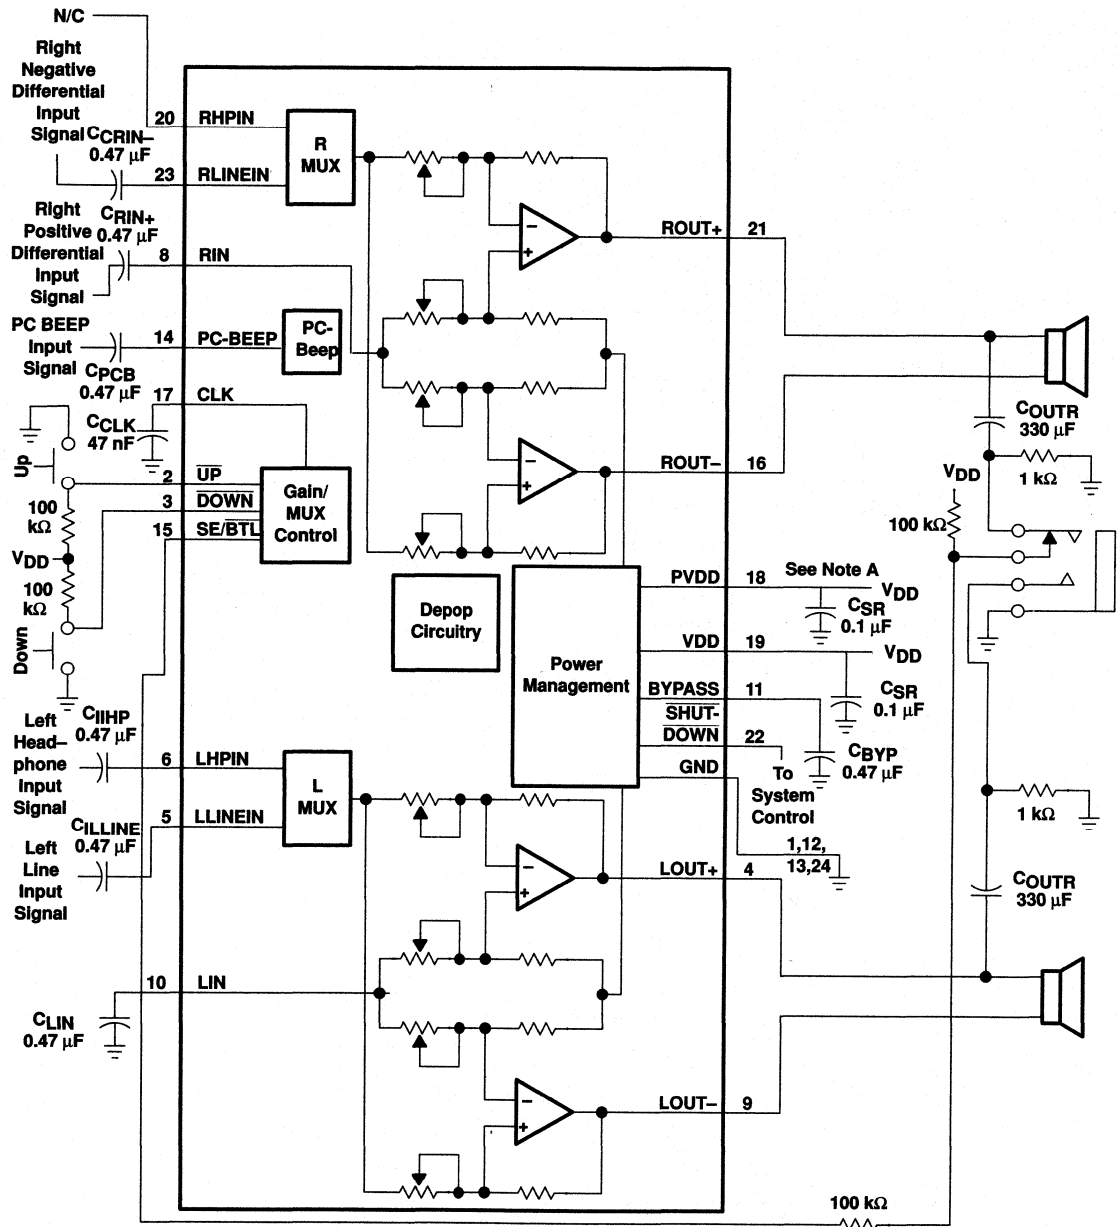 N/C
Right
Negative
Differential
Input
Signal
CCRIN–
0.47 µF
20 RHPIN
23 RLINEIN
R
MUX
Right
Positive
Differential
Input
Signal
CRIN+
0.47 µF
8 RIN
PC BEEP
Input
Signal
CPCB
0.47 µF
14 PC-BEEP
PC-
Beep
17 CLK
CCLK
47 nF
Up
2 UP
3 DOWN
15 SE/BTL
Gain/
MUX
Control
100
kΩ
VDD
100
kΩ
Down
Depop
Circuitry
Power
Management
– 
+
ROUT+ 21
–
+
ROUT– 16
COUTR
330 µF
1 kΩ
VDD
100 kΩ
PVDD 18
See Note A
VDD
CSR
0.1 µF
VDD 19
VDD
CSR
0.1 µF
BYPASS 11
SHUT-
DOWN 22
GND
CBYP
0.47 µF
To
System
Control
1,12,
13,24
Left
Head–
phone
Input
Signal
CIIHP
0.47 µF
6 LHPIN
5 LLINEIN
L
MUX
CILLINE
0.47 µF
Left
Line
Input
Signal
–
+
LOUT+ 4
1 kΩ
COUTR
330 µF
10 LIN
CLIN
0.47 µF
–
+
LOUT– 9
100 kΩ